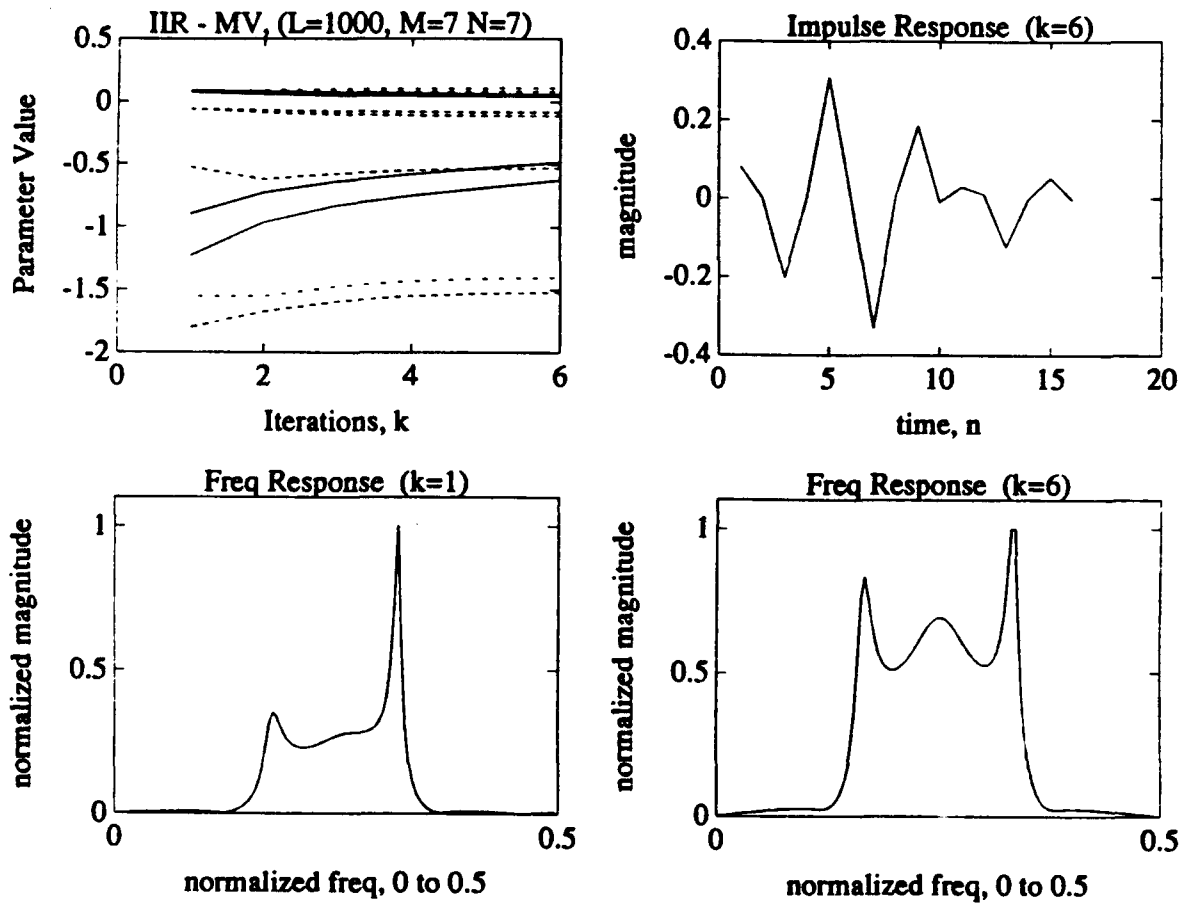 IIR - MV, (L=1000, M=7 N=7)
0.5
0
-0.5
-1
-1.5
-2
Parameter Value
0
2
4
6
Iterations, k
Impulse Response (k=6)
0.4
0.2
0
-0.2
-0.4
magnitude
0
5
10
15
20
time, n
Freq Response (k=1)
1
0.5
0
normalized magnitude
0
0.5
normalized freq, 0 to 0.5
Freq Response (k=6)
1
0.5
0
normalized magnitude
0
0.5
normalized freq, 0 to 0.5